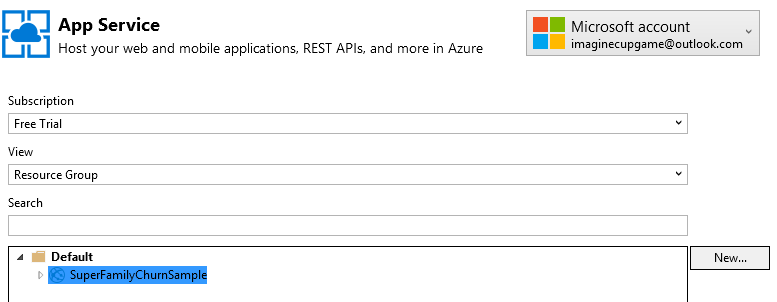 App Service
Host your web and mobile applications, REST APIs, and more in Azure
Microsoft account
imaginecupgame@outlook.com
Subscription
Free Trial
View
Resource Group
Search
Default
New...
SuperFamilyChurnSample